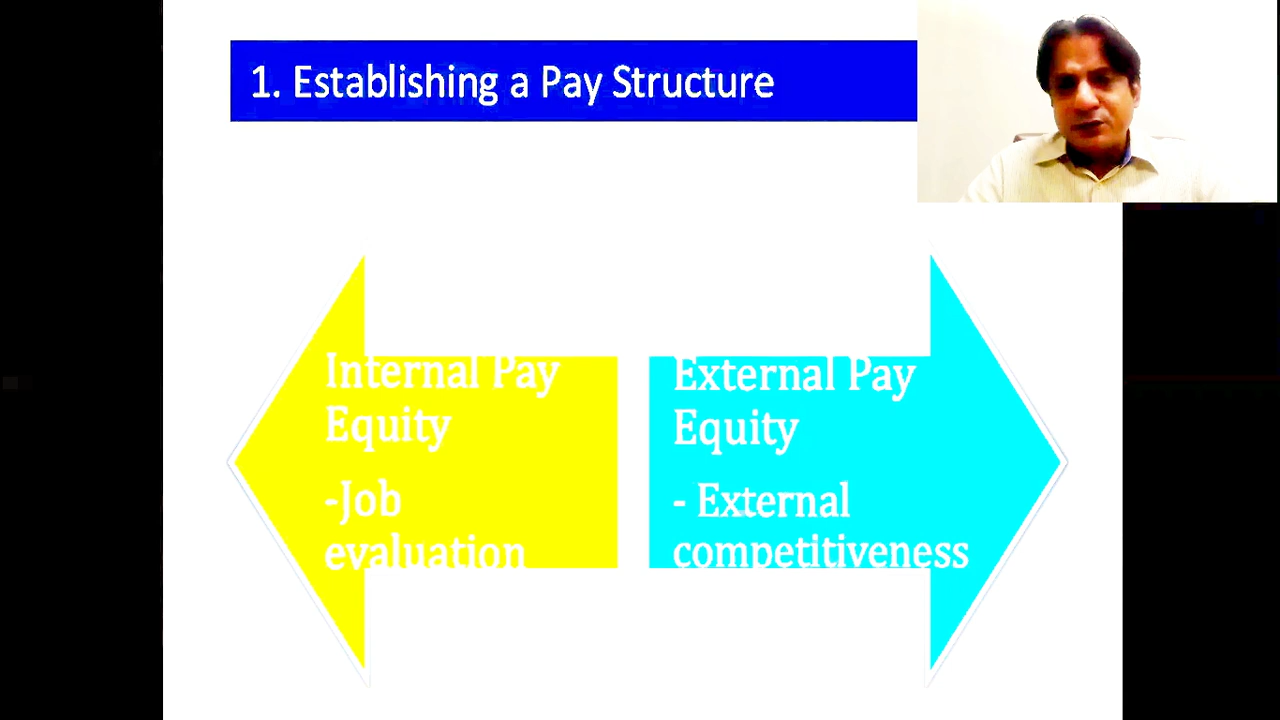 1. Establishing a Pay Structure
Internal Pay
Equity
-Job
evaluation
External Pay
Equity
- External
competitiveness